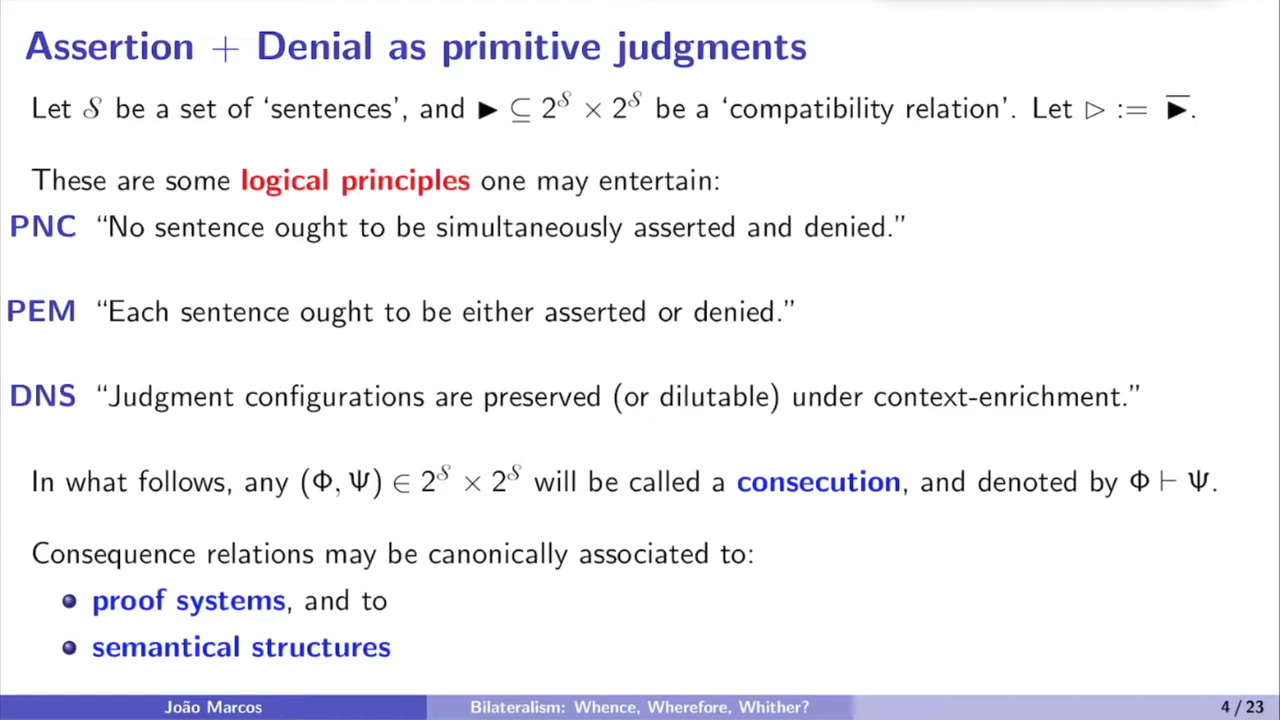 Assertion + Denial as primitive judgments
Let 𝒮 be a set of ‘sentences’, and ▶ ⊆ 2^𝒮 × 2^𝒮 be a ‘compatibility relation’. Let ▷ := ▶̅.
These are some logical principles one may entertain:
PNC “No sentence ought to be simultaneously asserted and denied.”
PEM “Each sentence ought to be either asserted or denied.”
DNS “Judgment configurations are preserved (or dilutable) under context-enrichment.”
In what follows, any (Φ, Ψ) ∈ 2^𝒮 × 2^𝒮 will be called a consecution, and denoted by Φ ⊢ Ψ.
Consequence relations may be canonically associated to:
proof systems, and to
semantical structures
João Marcos Bilateralism: Whence, Wherefore, Whither? 4 / 23